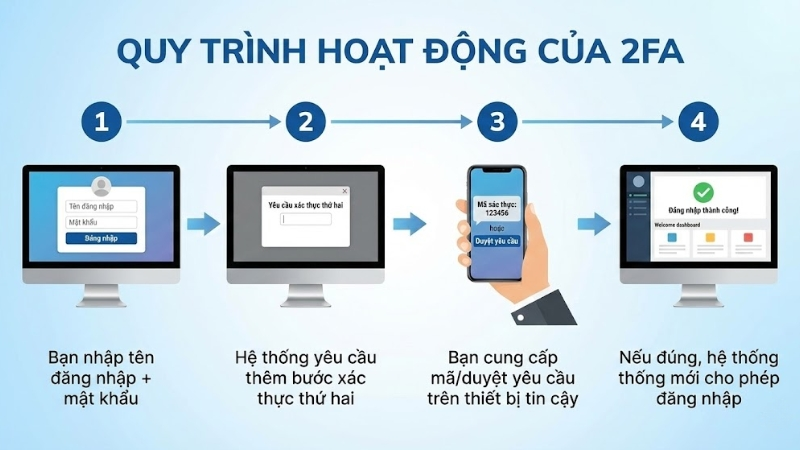 QUY TRÌNH HOẠT ĐỘNG CỦA 2FA
1
2
3
4
Tên đăng nhập
Mật khẩu
Đăng nhập
Yêu cầu xác thực thứ hai
Mã sác thực:
123456
hoặc
Duyệt yêu cầu
Đăng nhập thành công!
Welcome dashboard
Bạn nhập tên
đăng nhập +
mật khẩu
Hệ thống yêu cầu
thêm bước xác
thực thứ hai
Bạn cung cấp
mã/duyệt yêu cầu
trên thiết bị tin cậy
Nếu đúng, hệ thống
thống mới cho phép
đăng nhập